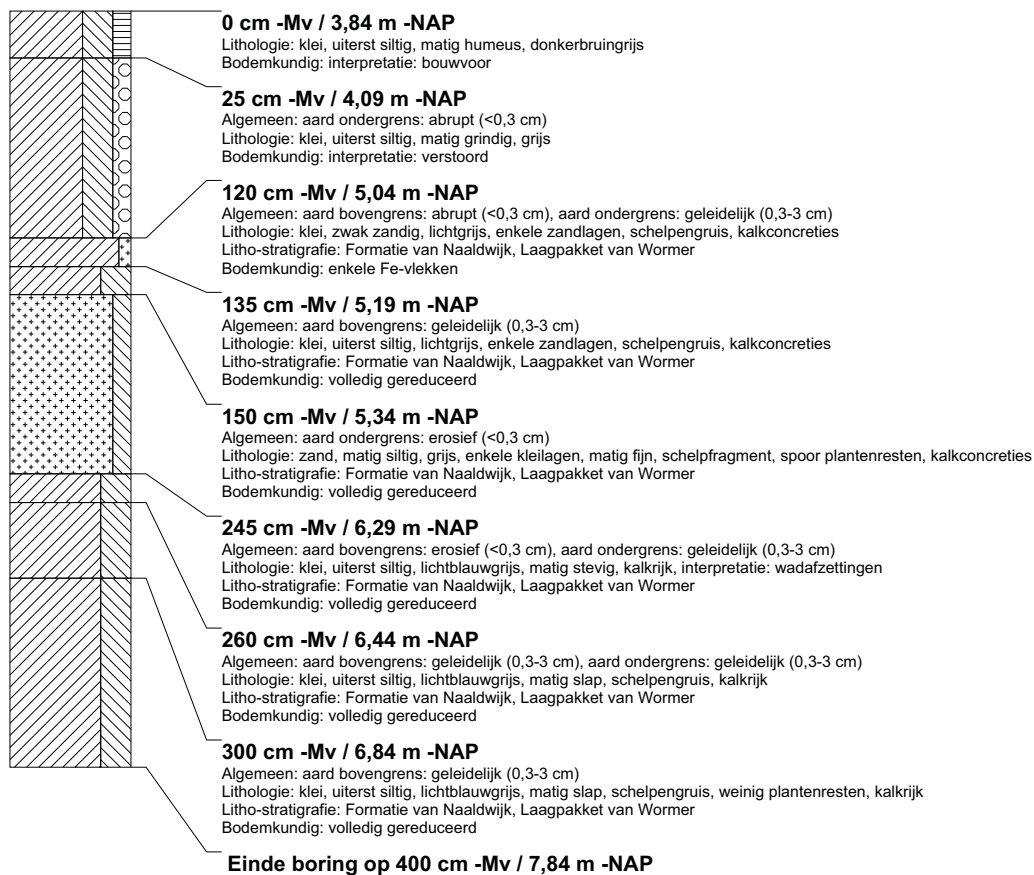 0 cm -Mv / 3,84 m -NAP
Lithologie: klei, uiterst siltig, matig humeus, donkerbruingrijs
Bodemkundig: interpretatie: bouwvoor
25 cm -Mv / 4,09 m -NAP
Algemeen: aard ondergrens: abrupt (<0,3 cm)
Lithologie: klei, uiterst siltig, matig grindig, grijs
Bodemkundig: interpretatie: verstoord
120 cm -Mv / 5,04 m -NAP
Algemeen: aard bovengrens: abrupt (<0,3 cm), aard ondergrens: geleidelijk (0,3-3 cm)
Lithologie: klei, zwak zandig, lichtgrijs, enkele zandlagen, schelpengruis, kalkconcreties
Litho-stratigrafie: Formatie van Naaldwijk, Laagpakket van Wormer
Bodemkundig: enkele Fe-vlekken
135 cm -Mv / 5,19 m -NAP
Algemeen: aard bovengrens: geleidelijk (0,3-3 cm)
Lithologie: klei, uiterst siltig, lichtgrijs, enkele zandlagen, schelpengruis, kalkconcreties
Litho-stratigrafie: Formatie van Naaldwijk, Laagpakket van Wormer
Bodemkundig: volledig gereduceerd
150 cm -Mv / 5,34 m -NAP
Algemeen: aard ondergrens: erosief (<0,3 cm)
Lithologie: zand, matig siltig, grijs, enkele kleilagen, matig fijn, schelpfragment, spoor plantenresten, kalkconcreties
Litho-stratigrafie: Formatie van Naaldwijk, Laagpakket van Wormer
Bodemkundig: volledig gereduceerd
245 cm -Mv / 6,29 m -NAP
Algemeen: aard bovengrens: erosief (<0,3 cm), aard ondergrens: geleidelijk (0,3-3 cm)
Lithologie: klei, uiterst siltig, lichtblauwgrijs, matig stevig, kalkrijk, interpretatie: wadafzettingen
Litho-stratigrafie: Formatie van Naaldwijk, Laagpakket van Wormer
Bodemkundig: volledig gereduceerd
260 cm -Mv / 6,44 m -NAP
Algemeen: aard bovengrens: geleidelijk (0,3-3 cm), aard ondergrens: geleidelijk (0,3-3 cm)
Lithologie: klei, uiterst siltig, lichtblauwgrijs, matig slap, schelpengruis, kalkrijk
Litho-stratigrafie: Formatie van Naaldwijk, Laagpakket van Wormer
Bodemkundig: volledig gereduceerd
300 cm -Mv / 6,84 m -NAP
Algemeen: aard bovengrens: geleidelijk (0,3-3 cm)
Lithologie: klei, uiterst siltig, lichtblauwgrijs, matig slap, schelpengruis, weinig plantenresten, kalkrijk
Litho-stratigrafie: Formatie van Naaldwijk, Laagpakket van Wormer
Bodemkundig: volledig gereduceerd
Einde boring op 400 cm -Mv / 7,84 m -NAP